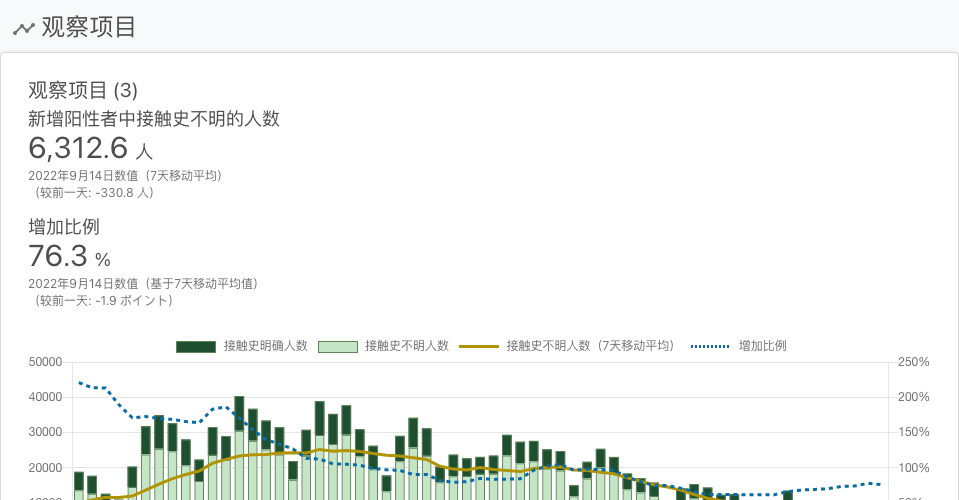 观察项目
观察项目 (3)
新增阳性者中接触史不明的人数
6,312.6 人
2022年9月14日数值（7天移动平均）
（较前一天: -330.8 人）
增加比例
76.3 %
2022年9月14日数值（基于7天移动平均值）
（较前一天: -1.9 ポイント）
接触史明确人数 接触史不明人数 接触史不明人数（7天移动平均） 增加比例
50000 250%
40000 200%
30000 150%
20000 100%